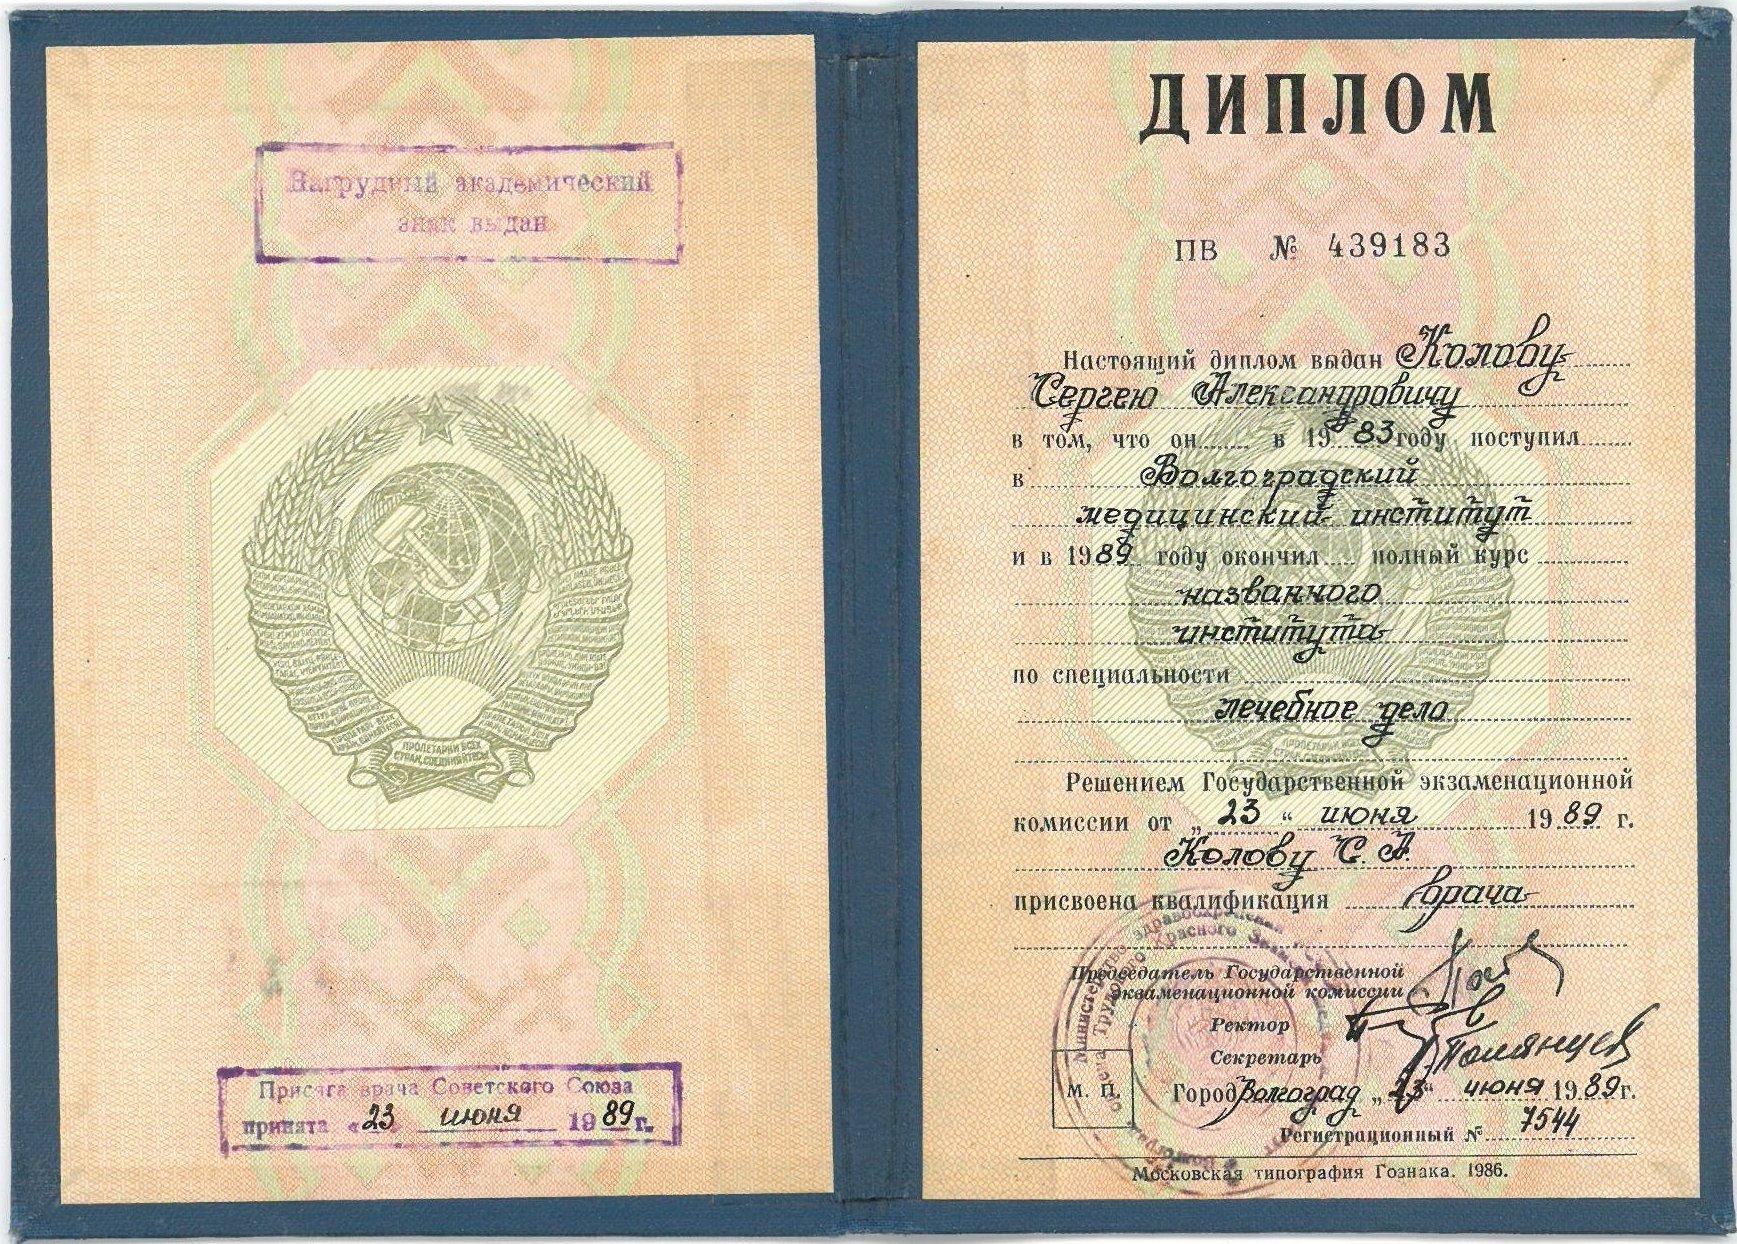 Нагрудный академический
знак выдан
ПРОЛЕТАРИИ ВСЕХ
СТРАН, СОЕДИНЯЙТЕСЬ!
Присяга врача Советского Союза
принята «23 июня 1989г.
ДИПЛОМ
ПВ № 439183
Настоящий диплом выдан Колову
Сергею Александровичу
в том, что он в 1983 году поступил
в Волгоградский
медицинский институт
и в 1989 году окончил полный курс
названного
института
по специальности
лечебное дело
Решением Государственной экзаменационной
комиссии от „23“ июня 1989 г.
Колову С. А.
присвоена квалификация врача
Председатель Государственной
экзаменационной комиссии
Ректор
Секретарь
М. П.
Город Волгоград „23“ июня 1989г.
Регистрационный № 7544
Московская типография Гознака. 1986.